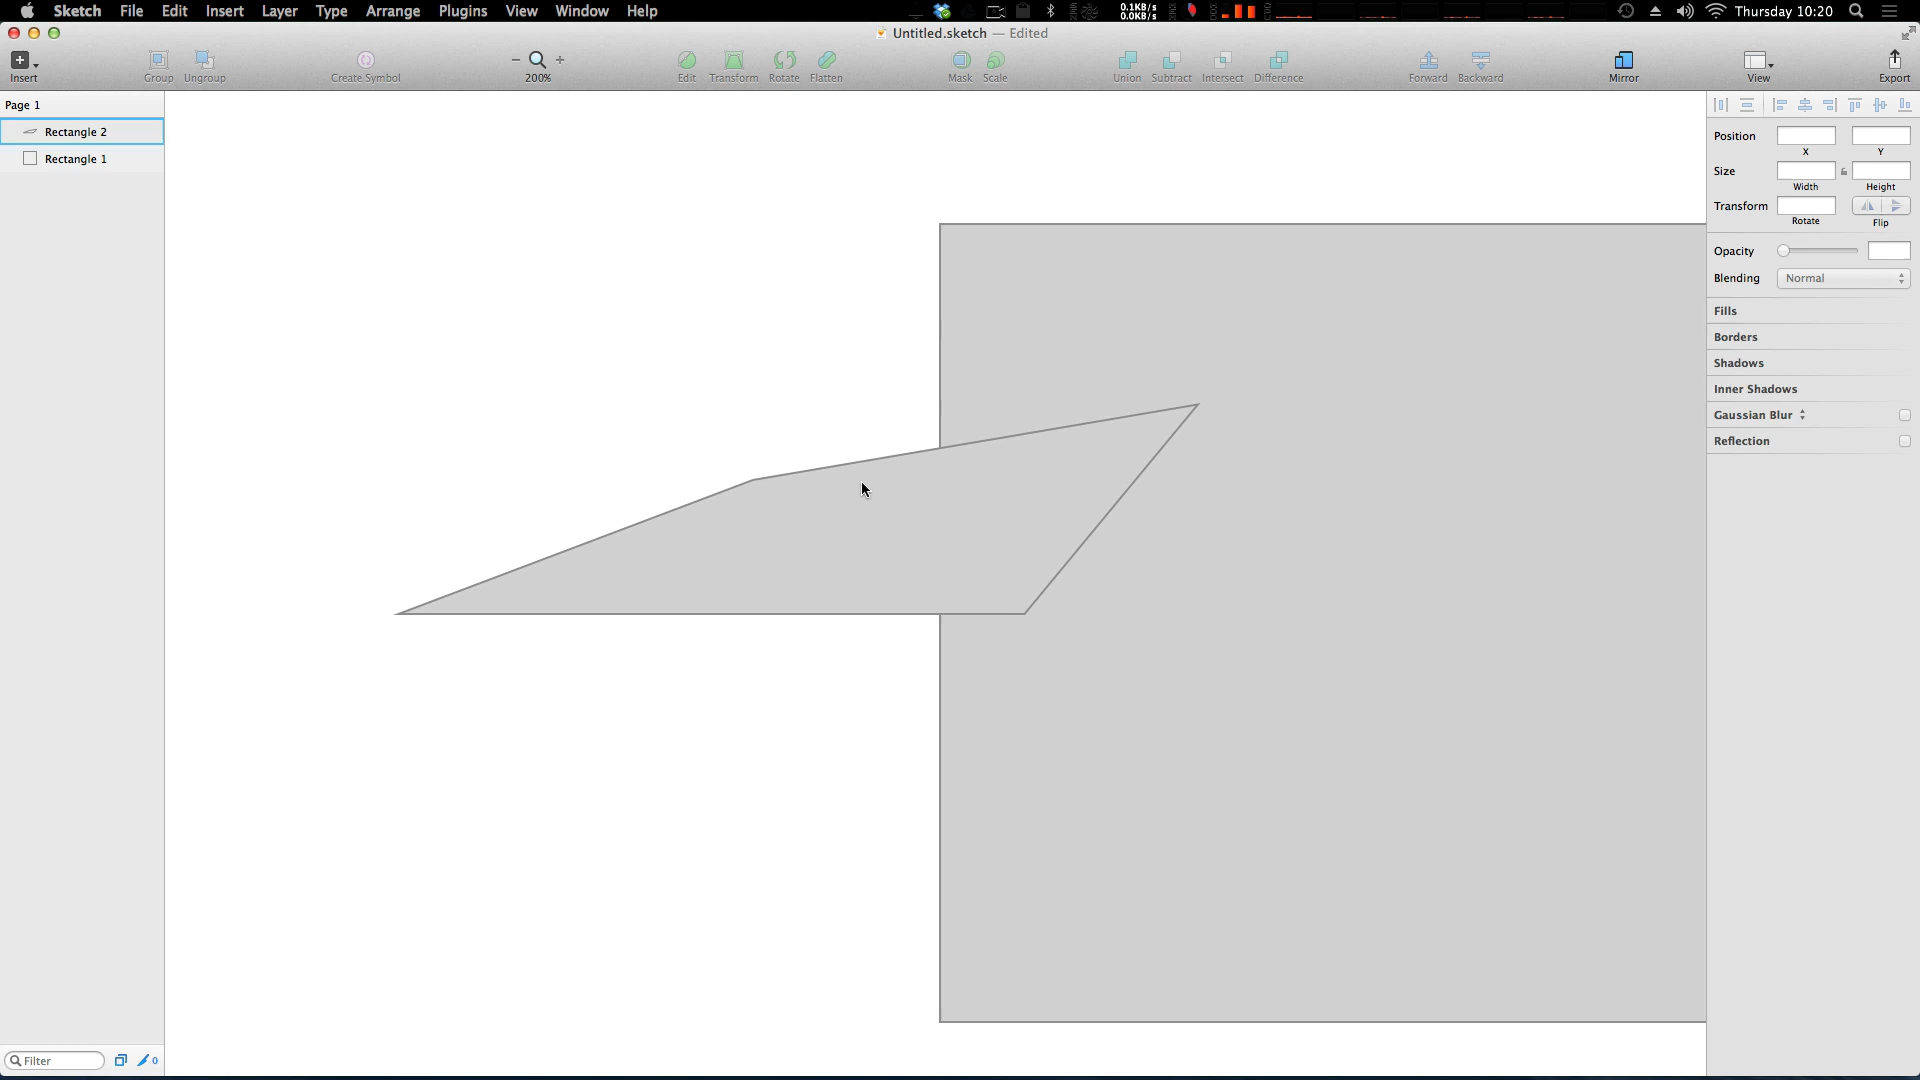 Sketch File Edit Insert Layer Type Arrange Plugins View Window Help
0.1KB/s
0.0KB/s
Thursday 10:20
Untitled.sketch — Edited
Insert Group Ungroup Create Symbol 200% Edit Transform Rotate Flatten Mask Scale Union Subtract Intersect Difference Forward Backward Mirror View Export
Page 1
Rectangle 2
Rectangle 1
Position
X Y
Size
Width Height
Transform
Rotate Flip
Opacity
Blending Normal
Fills
Borders
Shadows
Inner Shadows
Gaussian Blur
Reflection
Filter 0